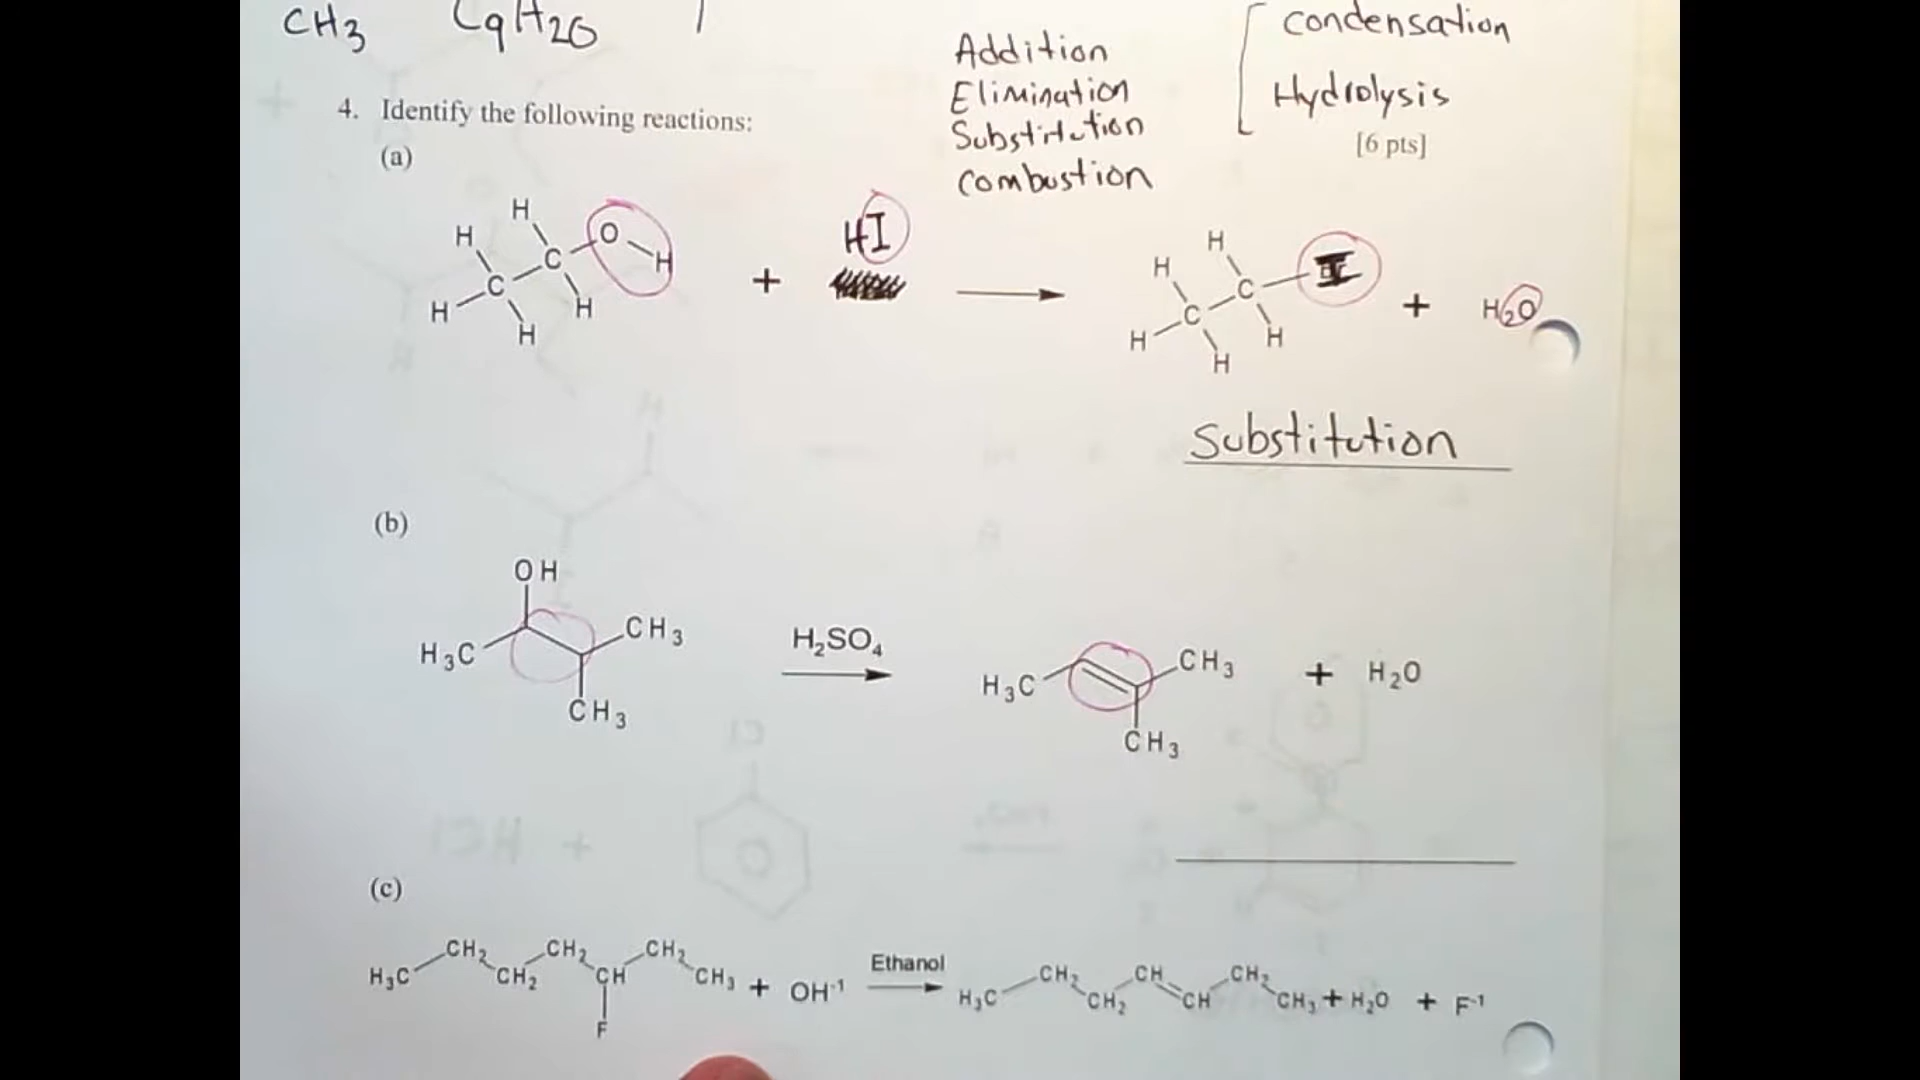 CH3 C9H20
condensation
Addition
Elimination
Hydrolysis
Substitution
[6 pts]
Combustion
4. Identify the following reactions:
(a)
H H O H
C C
H H H
+
HI
H H I
C C
H H H
+ H2O
Substitution
(b)
OH
H3C CH3
CH3
H2SO4
H3C CH3
CH3
+ H2O
(c)
H3C CH2 CH2 CH2 CH CH2 CH3 + OH-1
F
Ethanol
H3C CH2 CH2 CH CH CH2 CH3 + H2O + F-1